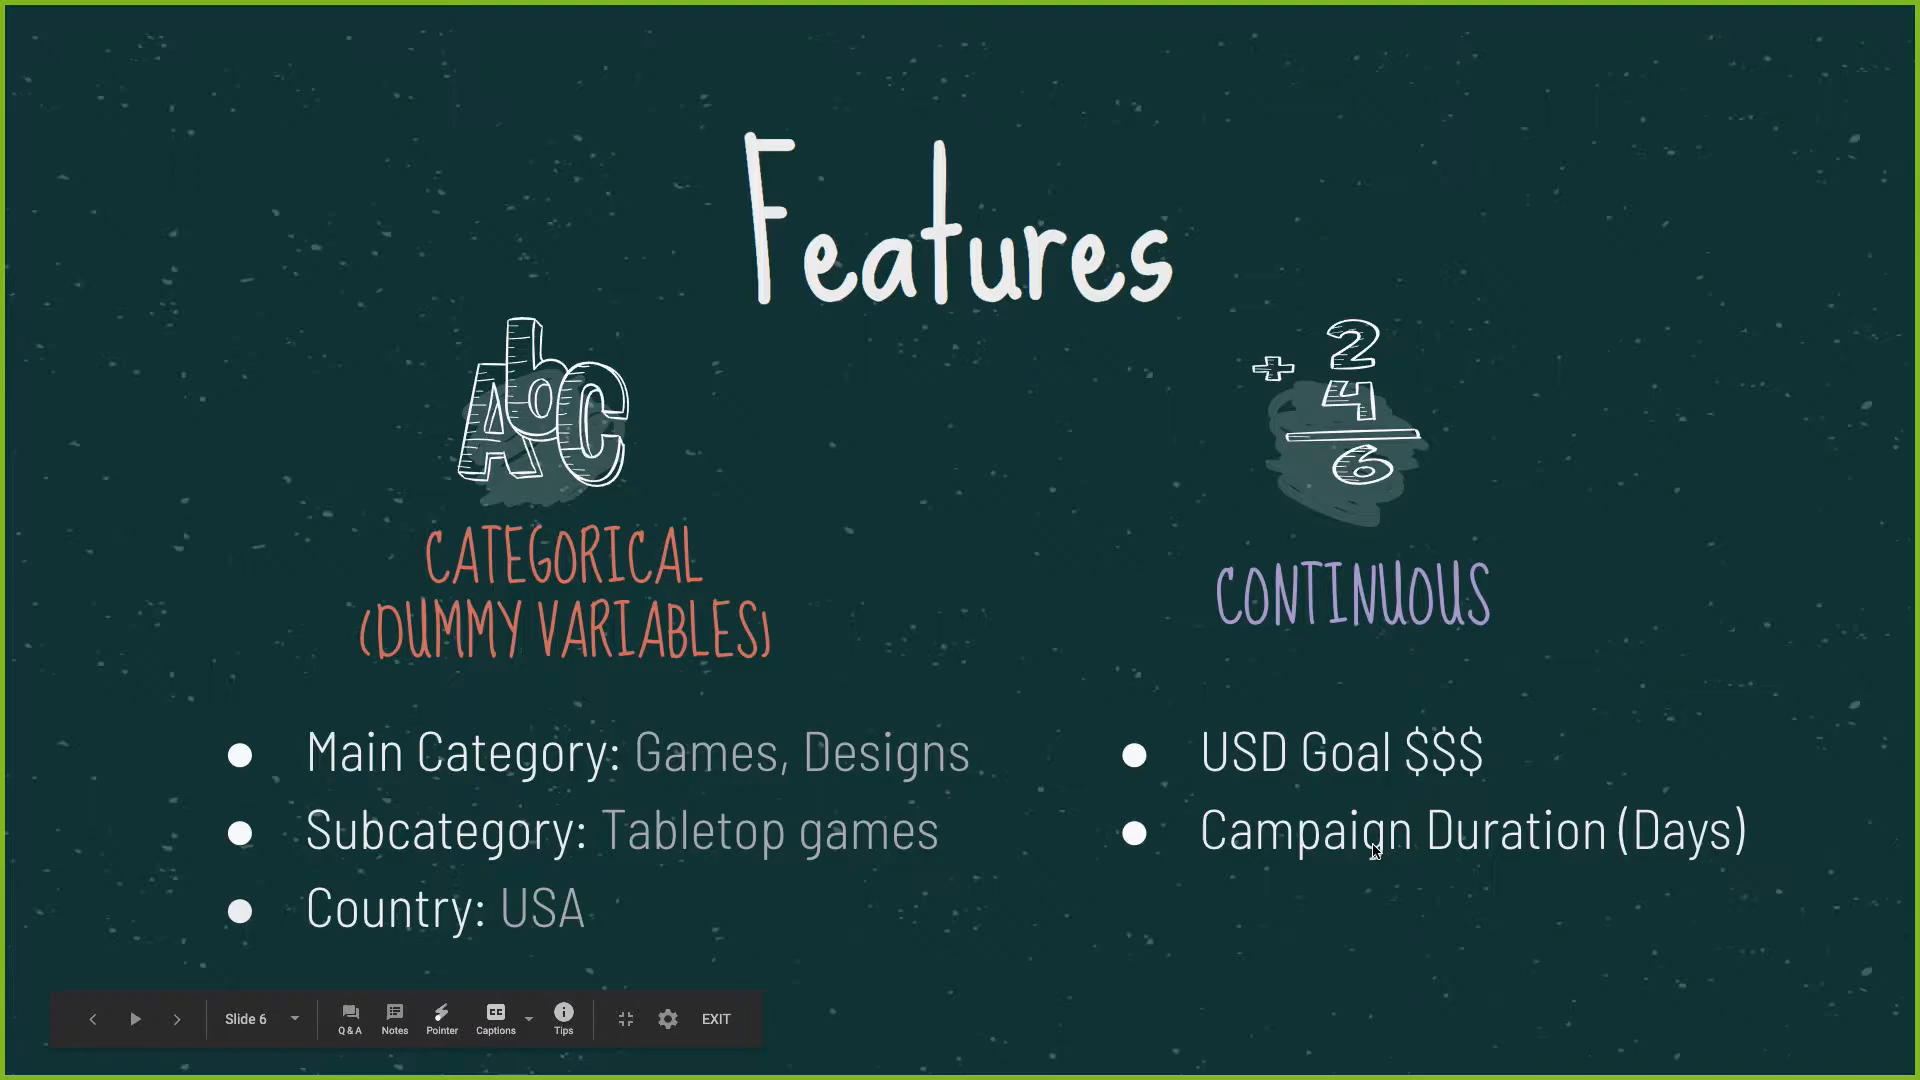 Features
AbC
2
+
4
6
CATEGORICAL
(DUMMY VARIABLES)
CONTINUOUS
● Main Category: Games, Designs
● Subcategory: Tabletop games
● Country: USA
● USD Goal $$$
● Campaign Duration (Days)
Slide 6
Q & A
Notes
Pointer
CC
Captions
Tips
EXIT